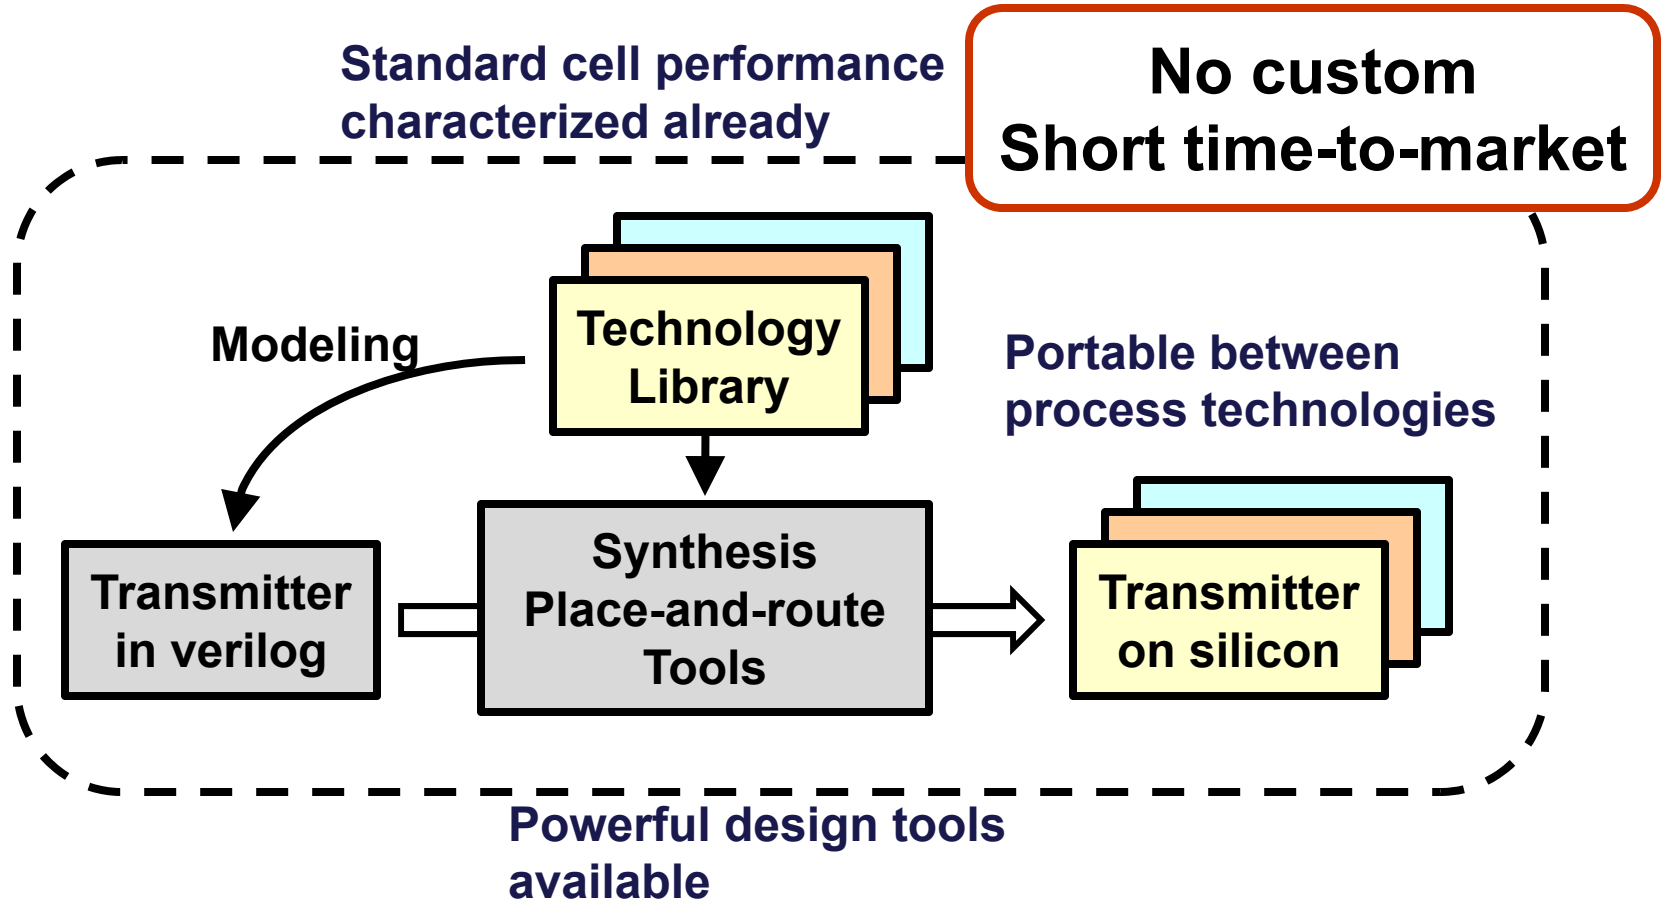 Standard cell performance
characterized already
No custom
Short time-to-market
Modeling
Technology
Library
Portable between
process technologies
Transmitter
in verilog
Synthesis
Place-and-route
Tools
Transmitter
on silicon
Powerful design tools
available